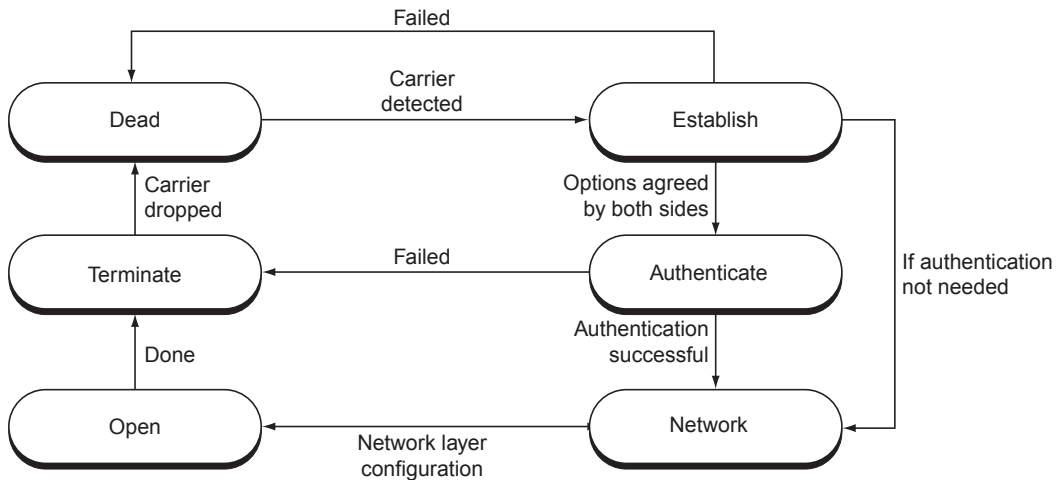 Failed
Dead
Carrier
detected
Establish
Carrier
dropped
Options agreed
by both sides
Terminate
Failed
Authenticate
If authentication
not needed
Done
Authentication
successful
Open
Network layer
configuration
Network